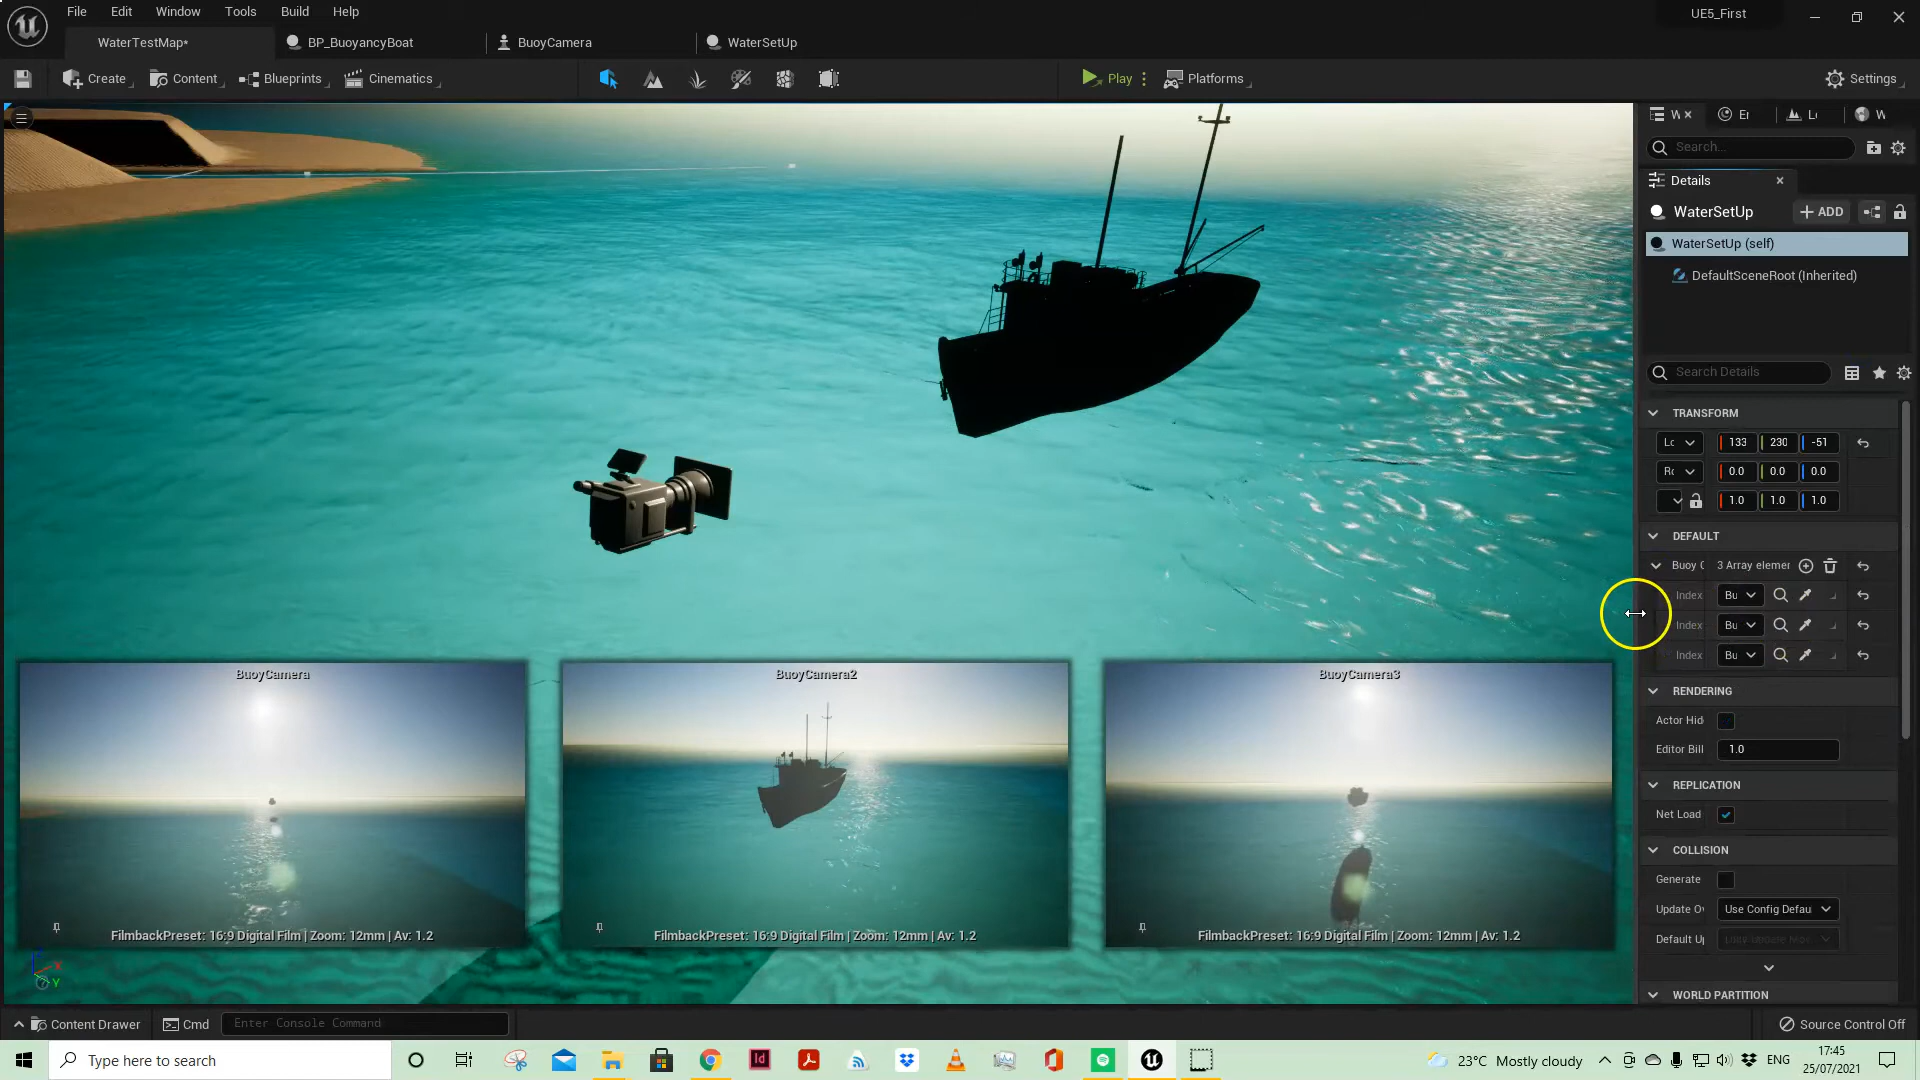 File Edit Window Tools Build Help
UE5_First
WaterTestMap*
BP_BuoyancyBoat
BuoyCamera
WaterSetUp
Create
Content
Blueprints
Cinematics
Play
Platforms
Settings
W
Er
W
Search...
Details
WaterSetUp
ADD
WaterSetUp (self)
DefaultSceneRoot (Inherited)
Search Details
TRANSFORM
Lc 133 230 -51
Rc 0.0 0.0 0.0
1.0 1.0 1.0
DEFAULT
Buoy C 3 Array elemer
Index Bu
Index Bu
Index Bu
RENDERING
Actor Hid
Editor Bill 1.0
REPLICATION
Net Load
COLLISION
Generate
Update O Use Config Defau
Default Up
WORLD PARTITION
BuoyCamera
BuoyCamera2
BuoyCamera3
FilmbackPreset: 16:9 Digital Film | Zoom: 12mm | Av: 1.2
FilmbackPreset: 16:9 Digital Film | Zoom: 12mm | Av: 1.2
FilmbackPreset: 16:9 Digital Film | Zoom: 12mm | Av: 1.2
X
Y
Content Drawer
Cmd
Enter Console Command
Source Control Off
Type here to search
Id
23°C Mostly cloudy
ENG
17:45
25/07/2021